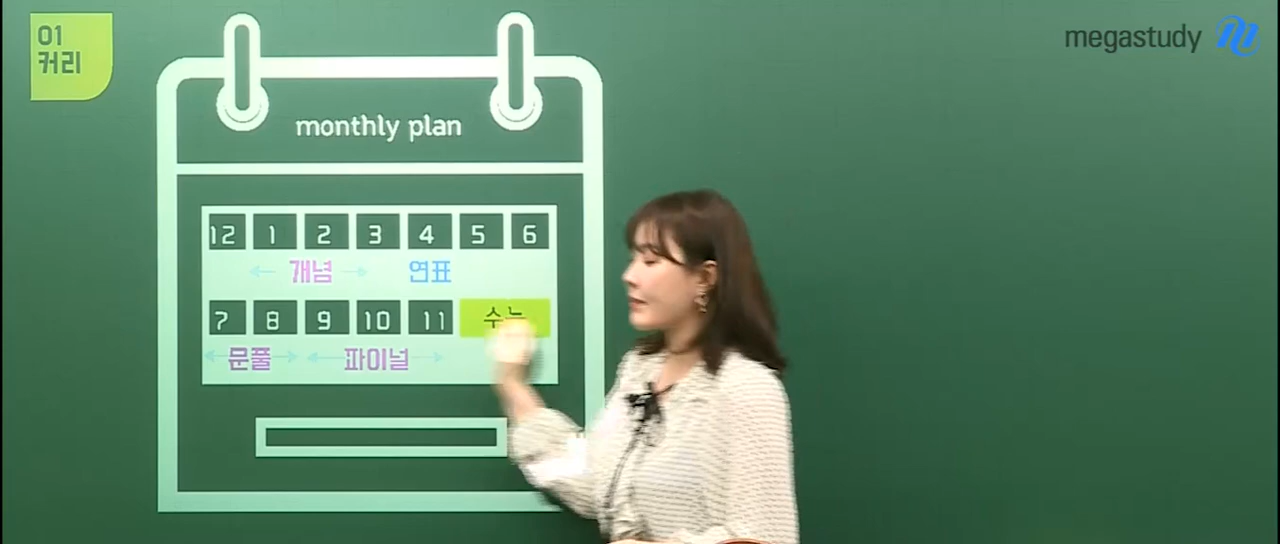 01
커리
megastudy
monthly plan
12 1 2 3 4 5 6
개념 연표
7 8 9 10 11 수능
문풀 파이널